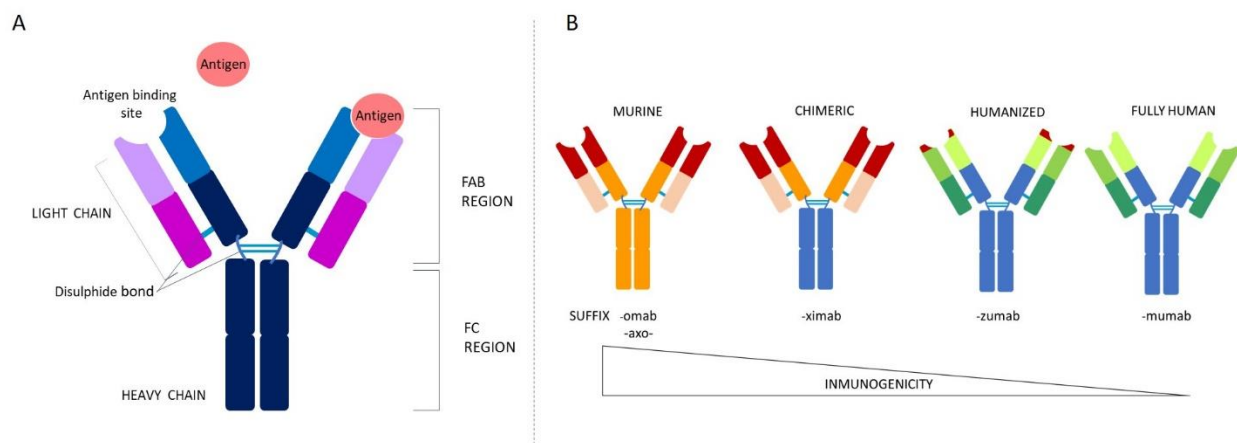 A
Antigen
Antigen binding
site
Antigen
LIGHT CHAIN
FAB
REGION
Disulphide bond
FC
REGION
HEAVY CHAIN
B
MURINE
CHIMERIC
HUMANIZED
FULLY HUMAN
SUFFIX -omab
-axo-
-ximab
-zumab
-mumab
INMUNOGENICITY